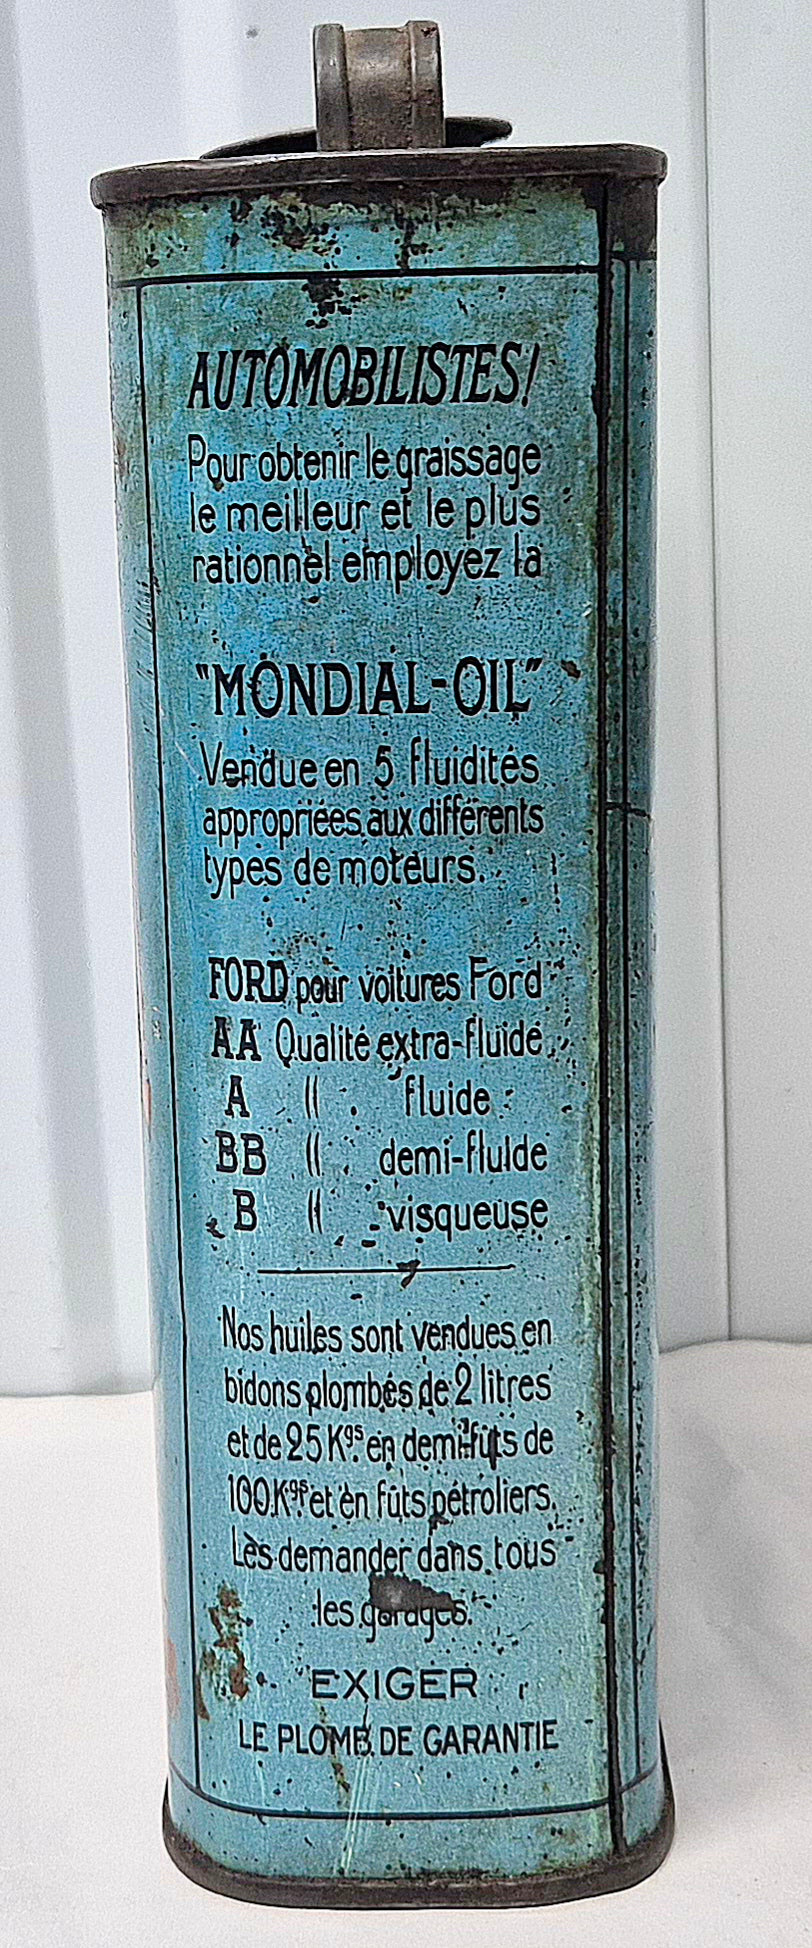 AUTOMOBILISTES!
Pour obtenir le graissage
le meilleur et le plus
rationnel employez la
"MONDIAL-OIL"
Vendue en 5 fluidités
appropriées aux différents
types de moteurs.
FORD pour voitures Ford
AA Qualité extra-fluide
A " fluide
BB " demi-fluide
B " visqueuse
Nos huiles sont vendues en
bidons plombés de 2 litres
et de 25 Kgs. en demi-fûts de
100 Kgs. et en fûts pétroliers.
Les demander dans tous
les garages.
EXIGER
LE PLOMB DE GARANTIE